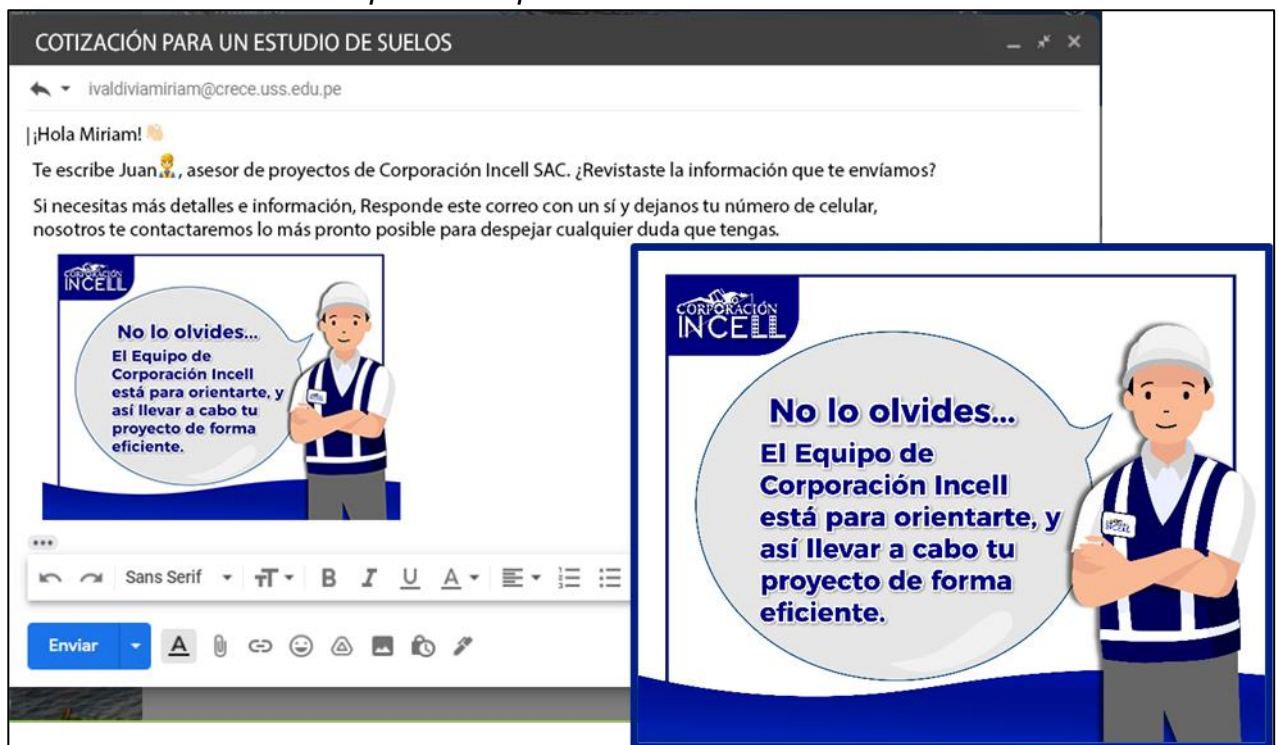 COTIZACIÓN PARA UN ESTUDIO DE SUELOS
ivaldiviamiriam@crece.uss.edu.pe
¡Hola Miriam!
Te escribe Juan, asesor de proyectos de Corporación Incell SAC. ¿Revistaste la información que te envíamos?
Si necesitas más detalles e información, Responde este correo con un sí y dejanos tu número de celular,
nosotros te contactaremos lo más pronto posible para despejar cualquier duda que tengas.
CORPORACIÓN
INCELL
No lo olvides...
El Equipo de
Corporación Incell
está para orientarte, y
así llevar a cabo tu
proyecto de forma
eficiente.
Sans Serif
Enviar
CORPORACIÓN
INCELL
No lo olvides...
El Equipo de
Corporación Incell
está para orientarte, y
así llevar a cabo tu
proyecto de forma
eficiente.